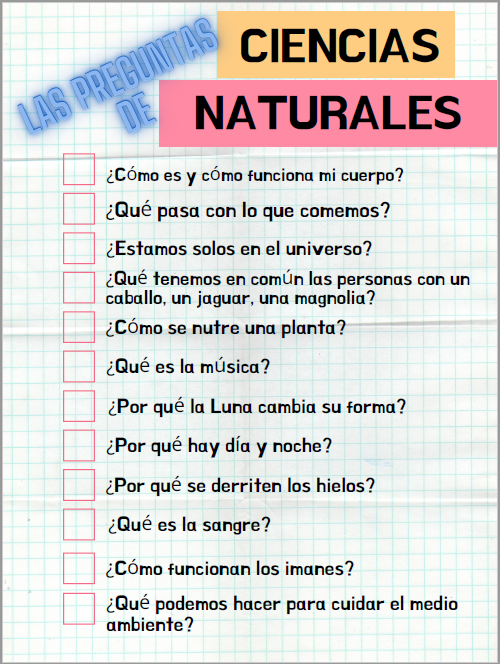 LAS PREGUNTAS
DE
CIENCIAS
NATURALES
¿Cómo es y cómo funciona mi cuerpo?
¿Qué pasa con lo que comemos?
¿Estamos solos en el universo?
¿Qué tenemos en común las personas con un
caballo, un jaguar, una magnolia?
¿Cómo se nutre una planta?
¿Qué es la música?
¿Por qué la Luna cambia su forma?
¿Por qué hay día y noche?
¿Por qué se derriten los hielos?
¿Qué es la sangre?
¿Cómo funcionan los imanes?
¿Qué podemos hacer para cuidar el medio
ambiente?